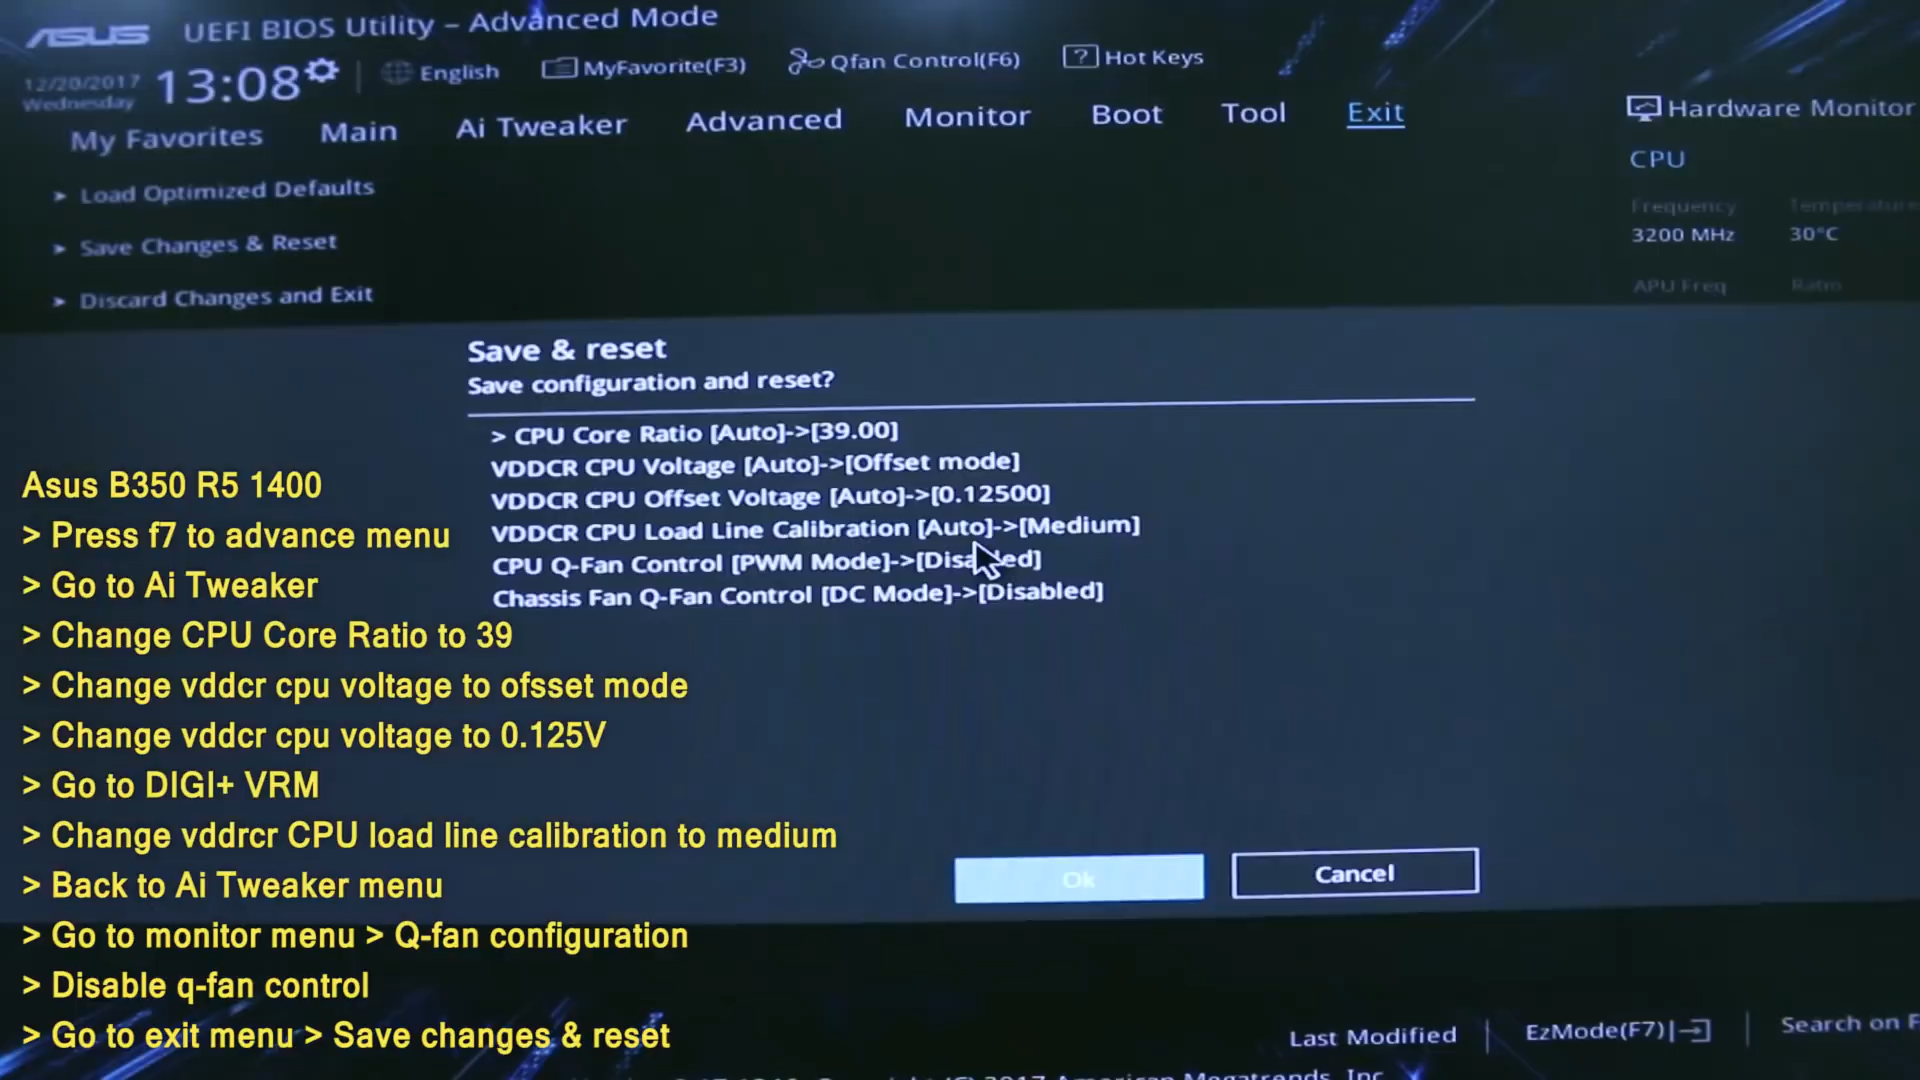 ASUS UEFI BIOS Utility – Advanced Mode
12/20/2017
Wednesday
13:08
English
MyFavorite(F3)
Qfan Control(F6)
? Hot Keys
My Favorites
Main
Ai Tweaker
Advanced
Monitor
Boot
Tool
Exit
Hardware Monitor
Load Optimized Defaults
Save Changes & Reset
Discard Changes and Exit
CPU
Frequency
Temperature
3200 MHz
30°C
APU Freq
Ratio
Save & reset
Save configuration and reset?
> CPU Core Ratio [Auto]->[39.00]
VDDCR CPU Voltage [Auto]->[Offset mode]
VDDCR CPU Offset Voltage [Auto]->[0.12500]
VDDCR CPU Load Line Calibration [Auto]->[Medium]
CPU Q-Fan Control [PWM Mode]->[Disabled]
Chassis Fan Q-Fan Control [DC Mode]->[Disabled]
Ok
Cancel
Asus B350 R5 1400
> Press f7 to advance menu
> Go to Ai Tweaker
> Change CPU Core Ratio to 39
> Change vddcr cpu voltage to ofsset mode
> Change vddcr cpu voltage to 0.125V
> Go to DIGI+ VRM
> Change vddrcr CPU load line calibration to medium
> Back to Ai Tweaker menu
> Go to monitor menu > Q-fan configuration
> Disable q-fan control
> Go to exit menu > Save changes & reset
Last Modified
EzMode(F7)
Search on F
(C) 2017 American Megatrends, Inc